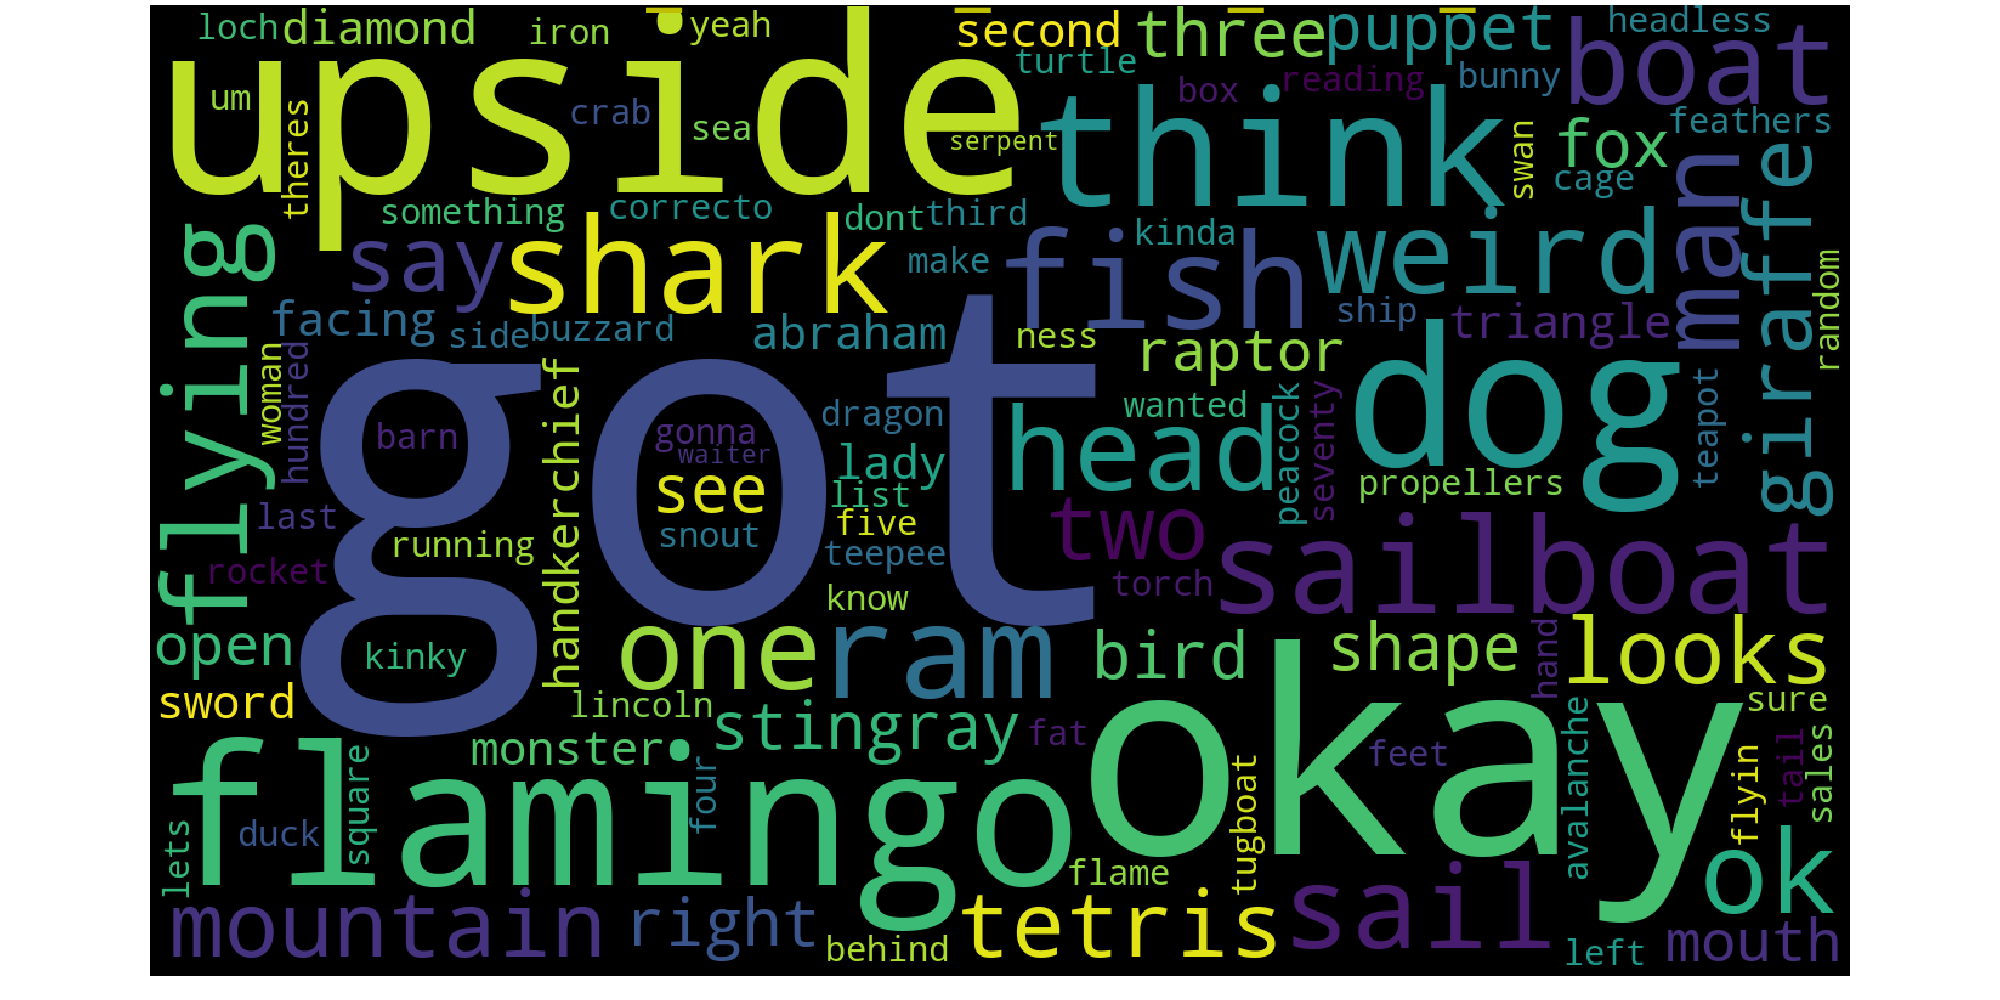 loch
diamond
iron
yeah
second
three
puppet
headless
boat
upside
um
theres
crab
sea
serpent
turtle
think
box
reading
bunny
swan
fox
feathers
cage
man
giraffe
something
correcto
dont
third
kinda
flying
say
shark
make
fish
weird
random
facing
side
buzzard
abraham
ness
ship
triangle
raptor
woman
hundred
barn
handkerchief
got
gonna
waiter
dragon
lady
head
wanted
dog
peacock
seventy
teapot
propellers
see
list
last
running
snout
five
teepee
two
sailboat
rocket
know
torch
open
kinky
one
ram
bird
shape
hand
looks
sword
lincoln
stingray
fat
okay
sure
monster
feet
avalanche
tail
sales
flyin
square
four
flamingo
tugboat
lets
duck
flame
ok
mountain
right
behind
tetris
sail
left
mouth